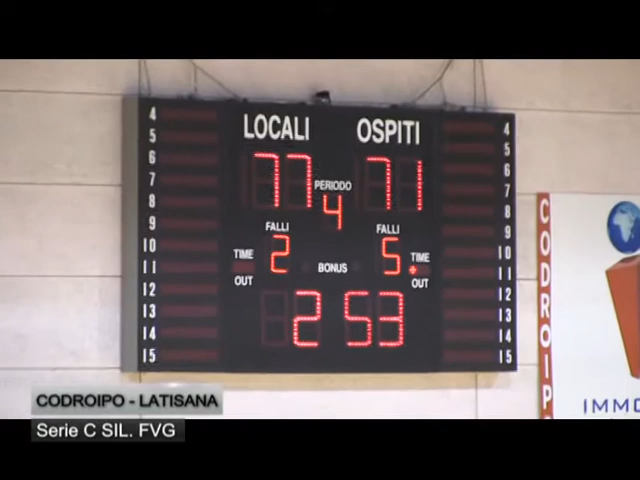 LOCALI OSPITI
77 71
PERIODO
4
FALLI FALLI
2 5
TIME OUT BONUS TIME OUT
2 53
4 4
5 5
6 6
7 7
8 8
9 9
10 10
11 11
12 12
13 13
14 14
15 15
CODROIP
IMMO
CODROIPO - LATISANA
Serie C SIL. FVG